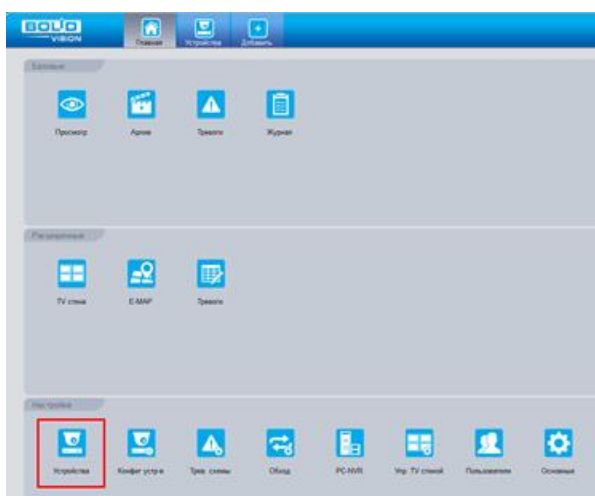 BOLID
VISION
Главная Устройства Добавить
Базовые
Просмотр Архив Тревоги Журнал
Расширенные
TV стена E-MAP Тревоги
Настройка
Устройства Конфиг устр-в Трев. схемы Обход PC-NVR Упр. TV стеной Пользователи Основные